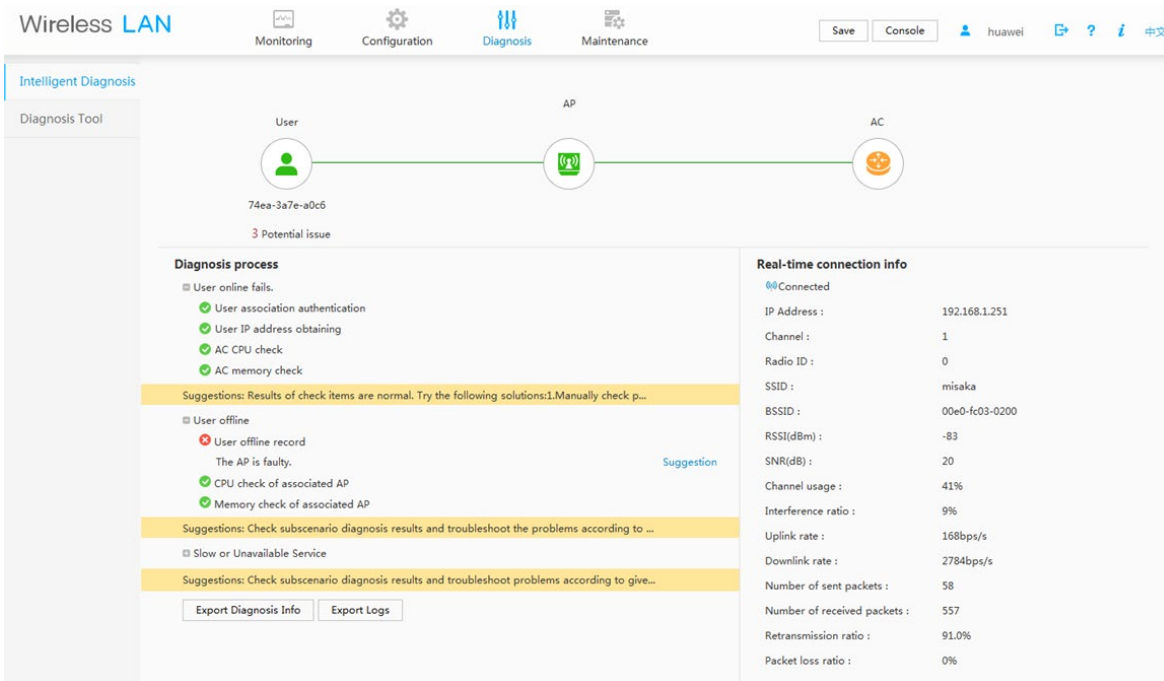 Wireless LAN
Monitoring
Configuration
Diagnosis
Maintenance
Save
Console
huawei
?
i
中文
Intelligent Diagnosis
Diagnosis Tool
User
AP
AC
74ea-3a7e-a0c6
3 Potential issue
Diagnosis process
User online fails.
User association authentication
User IP address obtaining
AC CPU check
AC memory check
Suggestions: Results of check items are normal. Try the following solutions:1.Manually check p...
User offline
User offline record
The AP is faulty.
Suggestion
CPU check of associated AP
Memory check of associated AP
Suggestions: Check subscenario diagnosis results and troubleshoot the problems according to ...
Slow or Unavailable Service
Suggestions: Check subscenario diagnosis results and troubleshoot problems according to give...
Export Diagnosis Info
Export Logs
Real-time connection info
Connected
IP Address : 192.168.1.251
Channel : 1
Radio ID : 0
SSID : misaka
BSSID : 00e0-fc03-0200
RSSI(dBm) : -83
SNR(dB) : 20
Channel usage : 41%
Interference ratio : 9%
Uplink rate : 168bps/s
Downlink rate : 2784bps/s
Number of sent packets : 58
Number of received packets : 557
Retransmission ratio : 91.0%
Packet loss ratio : 0%